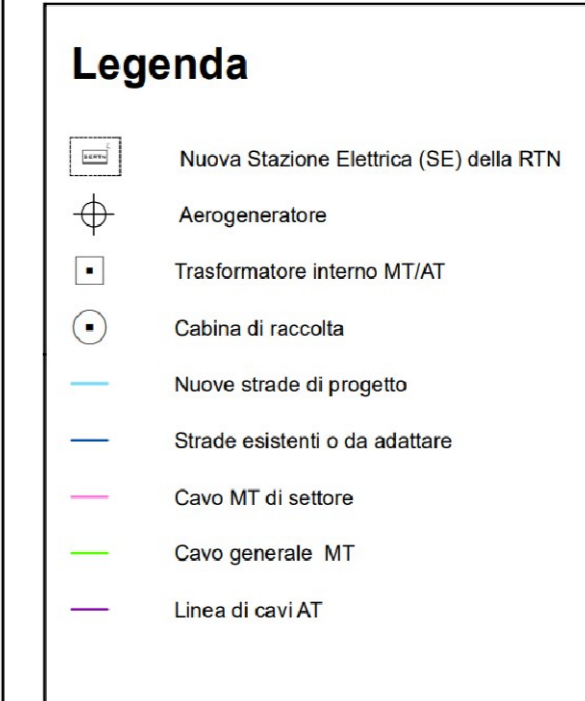 Legenda
Nuova Stazione Elettrica (SE) della RTN
Aerogeneratore
Trasformatore interno MT/AT
Cabina di raccolta
Nuove strade di progetto
Strade esistenti o da adattare
Cavo MT di settore
Cavo generale MT
Linea di cavi AT